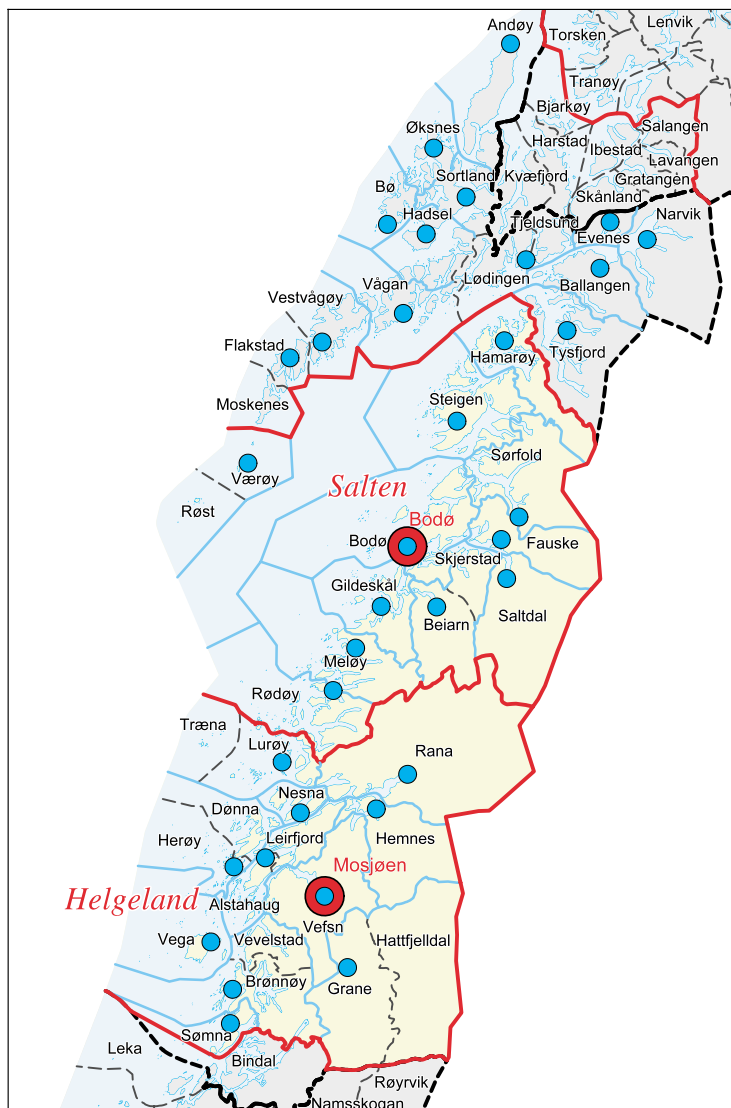 Andøy
Torsken
Lenvik
Tranøy
Bjarkøy
Øksnes
Harstad
Salangen
Ibestad
Lavangen
Bø
Sortland
Kvæfjord
Gratangen
Skånland
Hadsel
Tjeldsund
Narvik
Evenes
Lødingen
Ballangen
Vågan
Vestvågøy
Flakstad
Tysfjord
Hamarøy
Moskenes
Steigen
Sørfold
Værøy
Salten
Røst
Bodø
Bodø
Fauske
Skjerstad
Gildeskål
Saltdal
Beiarn
Meløy
Rødøy
Træna
Lurøy
Rana
Nesna
Dønna
Hemnes
Herøy
Leirfjord
Mosjøen
Helgeland
Alstahaug
Vefsn
Vega
Vevelstad
Hattfjelldal
Brønnøy
Grane
Sømna
Leka
Bindal
Røyrvik
Namsskogan